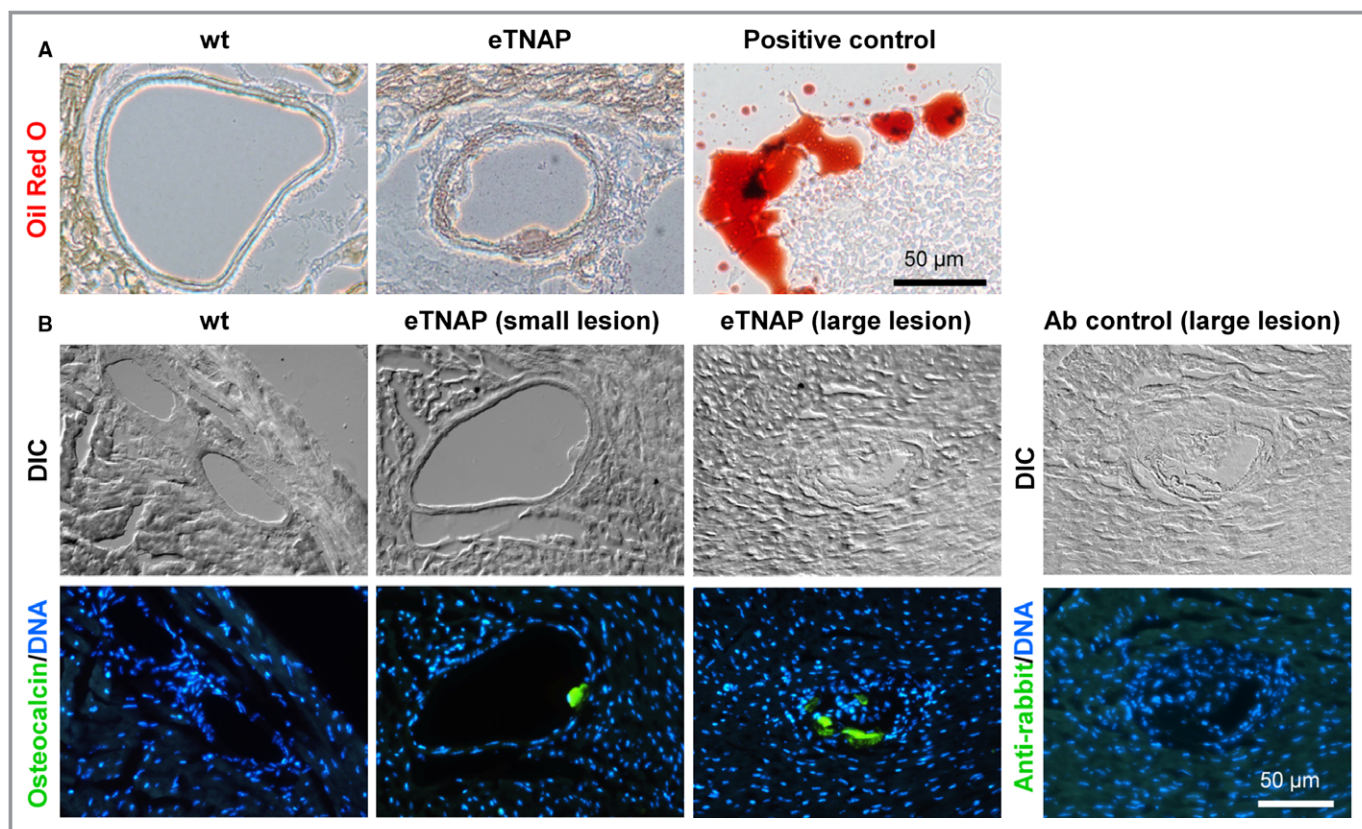 A
wt
eTNAP
Positive control
Oil Red O
50 µm
B
wt
eTNAP (small lesion)
eTNAP (large lesion)
Ab control (large lesion)
DIC
DIC
Osteocalcin/DNA
Anti-rabbit/DNA
50 µm